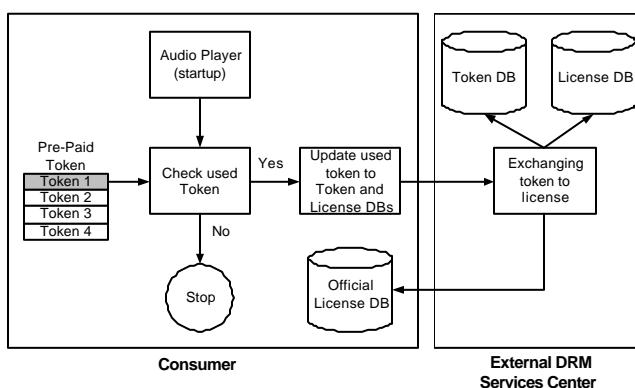 Audio Player
(startup)
Token DB
License DB
Pre-Paid
Token
Token 1
Token 2
Token 3
Token 4
Check used
Token
Yes
Update used
token to
Token and
License DBs
Exchanging
token to
license
No
Stop
Official
License DB
Consumer
External DRM
Services Center